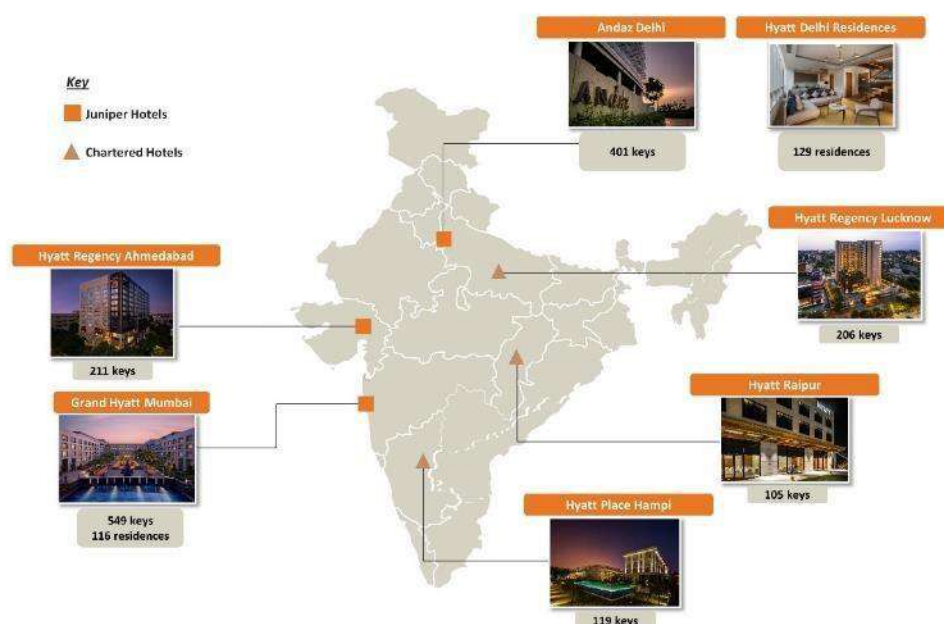 Andaz Delhi
Hyatt Delhi Residences
Key
Juniper Hotels
Chartered Hotels
ANDAZ
401 keys
129 residences
Hyatt Regency Lucknow
Hyatt Regency Ahmedabad
206 keys
211 keys
Hyatt Raipur
Grand Hyatt Mumbai
105 keys
Hyatt Place Hampi
549 keys
116 residences
119 keys